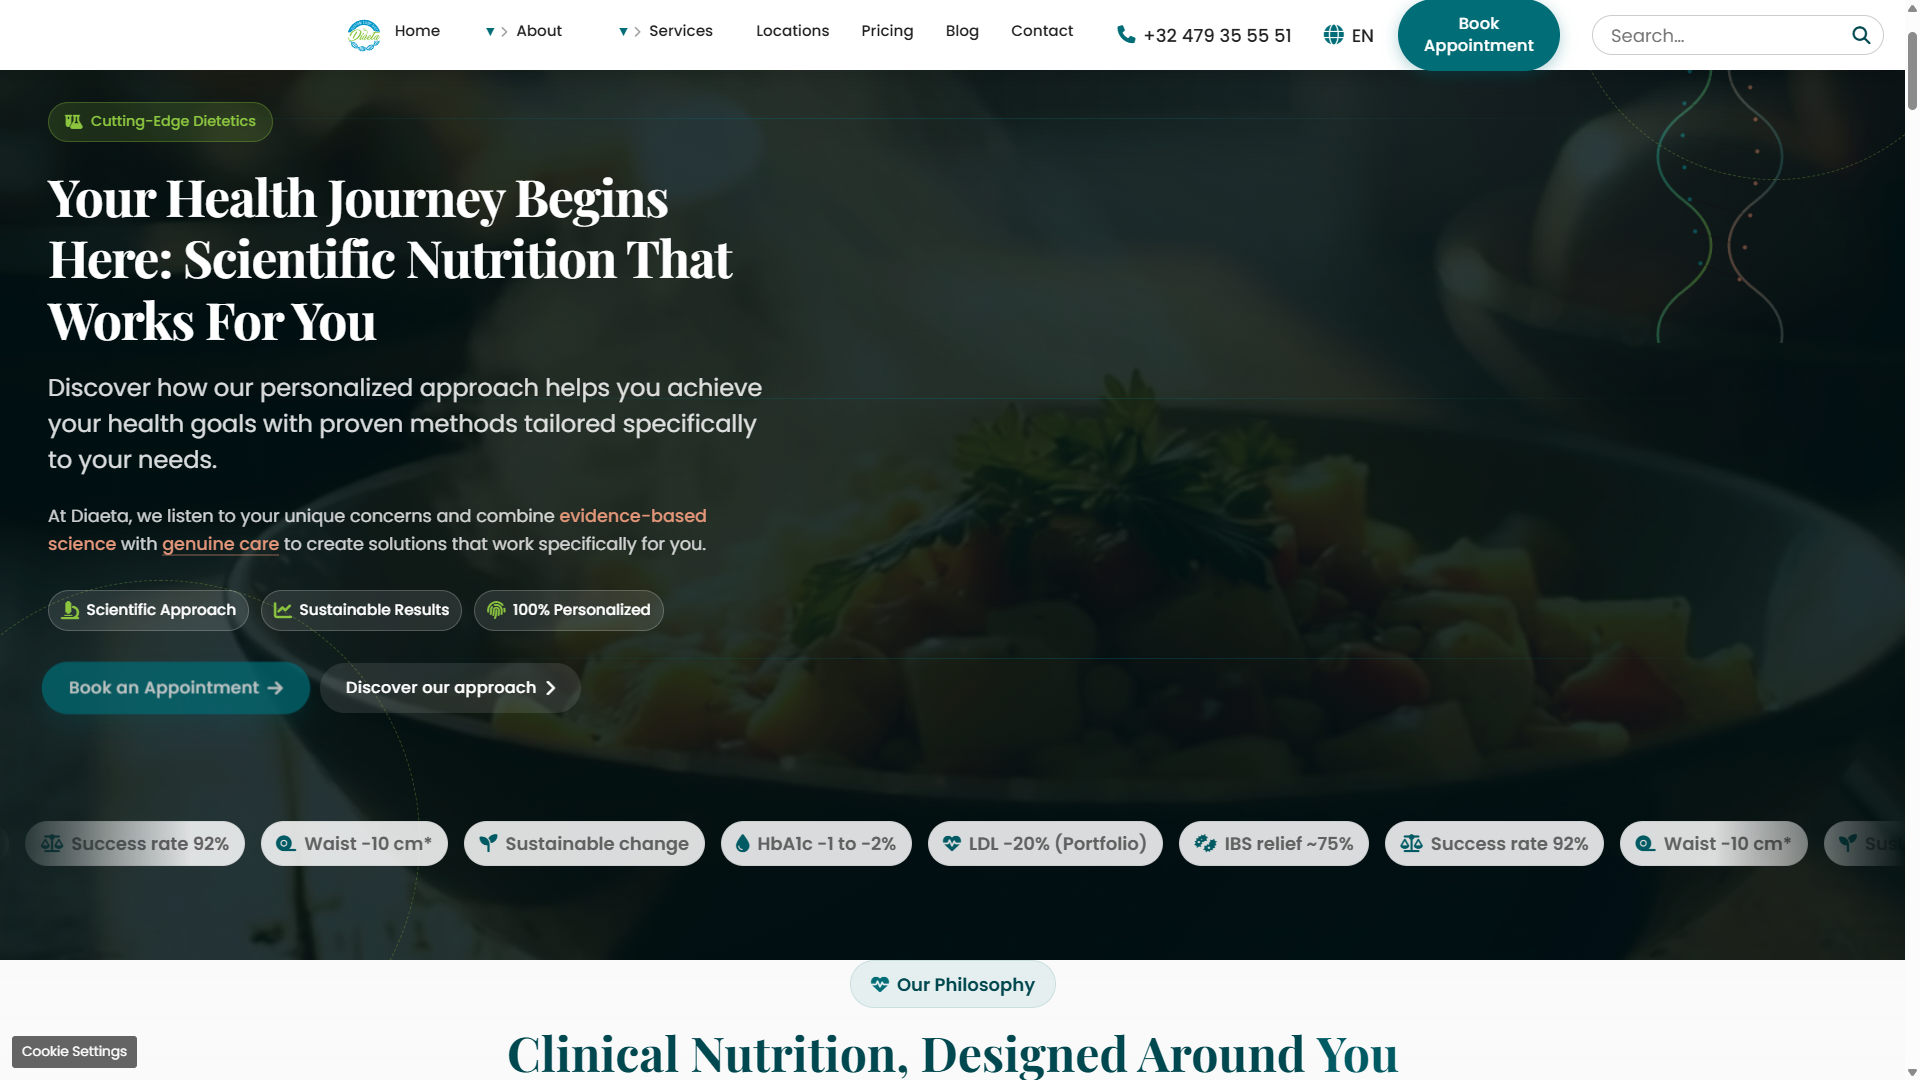 Diaeta
Home
About
Services
Locations
Pricing
Blog
Contact
+32 479 35 55 51
EN
Book
Appointment
Search...
Cutting-Edge Dietetics
Your Health Journey Begins
Here: Scientific Nutrition That
Works For You
Discover how our personalized approach helps you achieve
your health goals with proven methods tailored specifically
to your needs.
At Diaeta, we listen to your unique concerns and combine evidence-based
science with genuine care to create solutions that work specifically for you.
Scientific Approach
Sustainable Results
100% Personalized
Book an Appointment
Discover our approach
Success rate 92%
Waist -10 cm*
Sustainable change
HbA1c -1 to -2%
LDL -20% (Portfolio)
IBS relief ~75%
Success rate 92%
Waist -10 cm*
Our Philosophy
Clinical Nutrition, Designed Around You
Cookie Settings